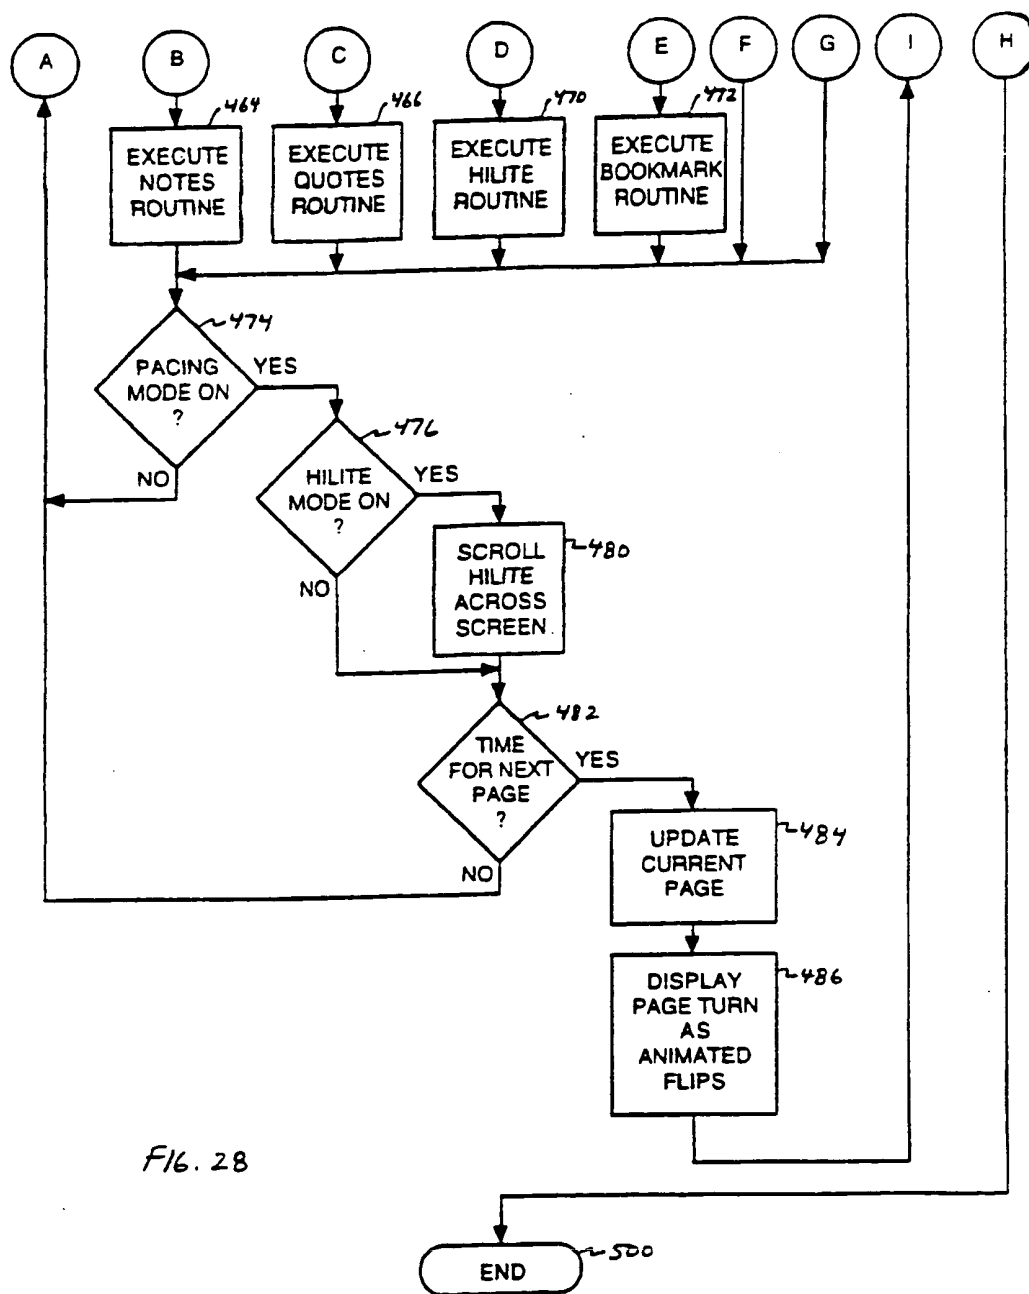 A B C D E F G I H
464 466 470 472
EXECUTE
NOTES
ROUTINE
EXECUTE
QUOTES
ROUTINE
EXECUTE
HILITE
ROUTINE
EXECUTE
BOOKMARK
ROUTINE
474
PACING
MODE ON
?
YES
NO
476
HILITE
MODE ON
?
YES
NO
480
SCROLL
HILITE
ACROSS
SCREEN
482
TIME
FOR NEXT
PAGE
?
YES
NO
484
UPDATE
CURRENT
PAGE
486
DISPLAY
PAGE TURN
AS
ANIMATED
FLIPS
FIG. 28
500
END